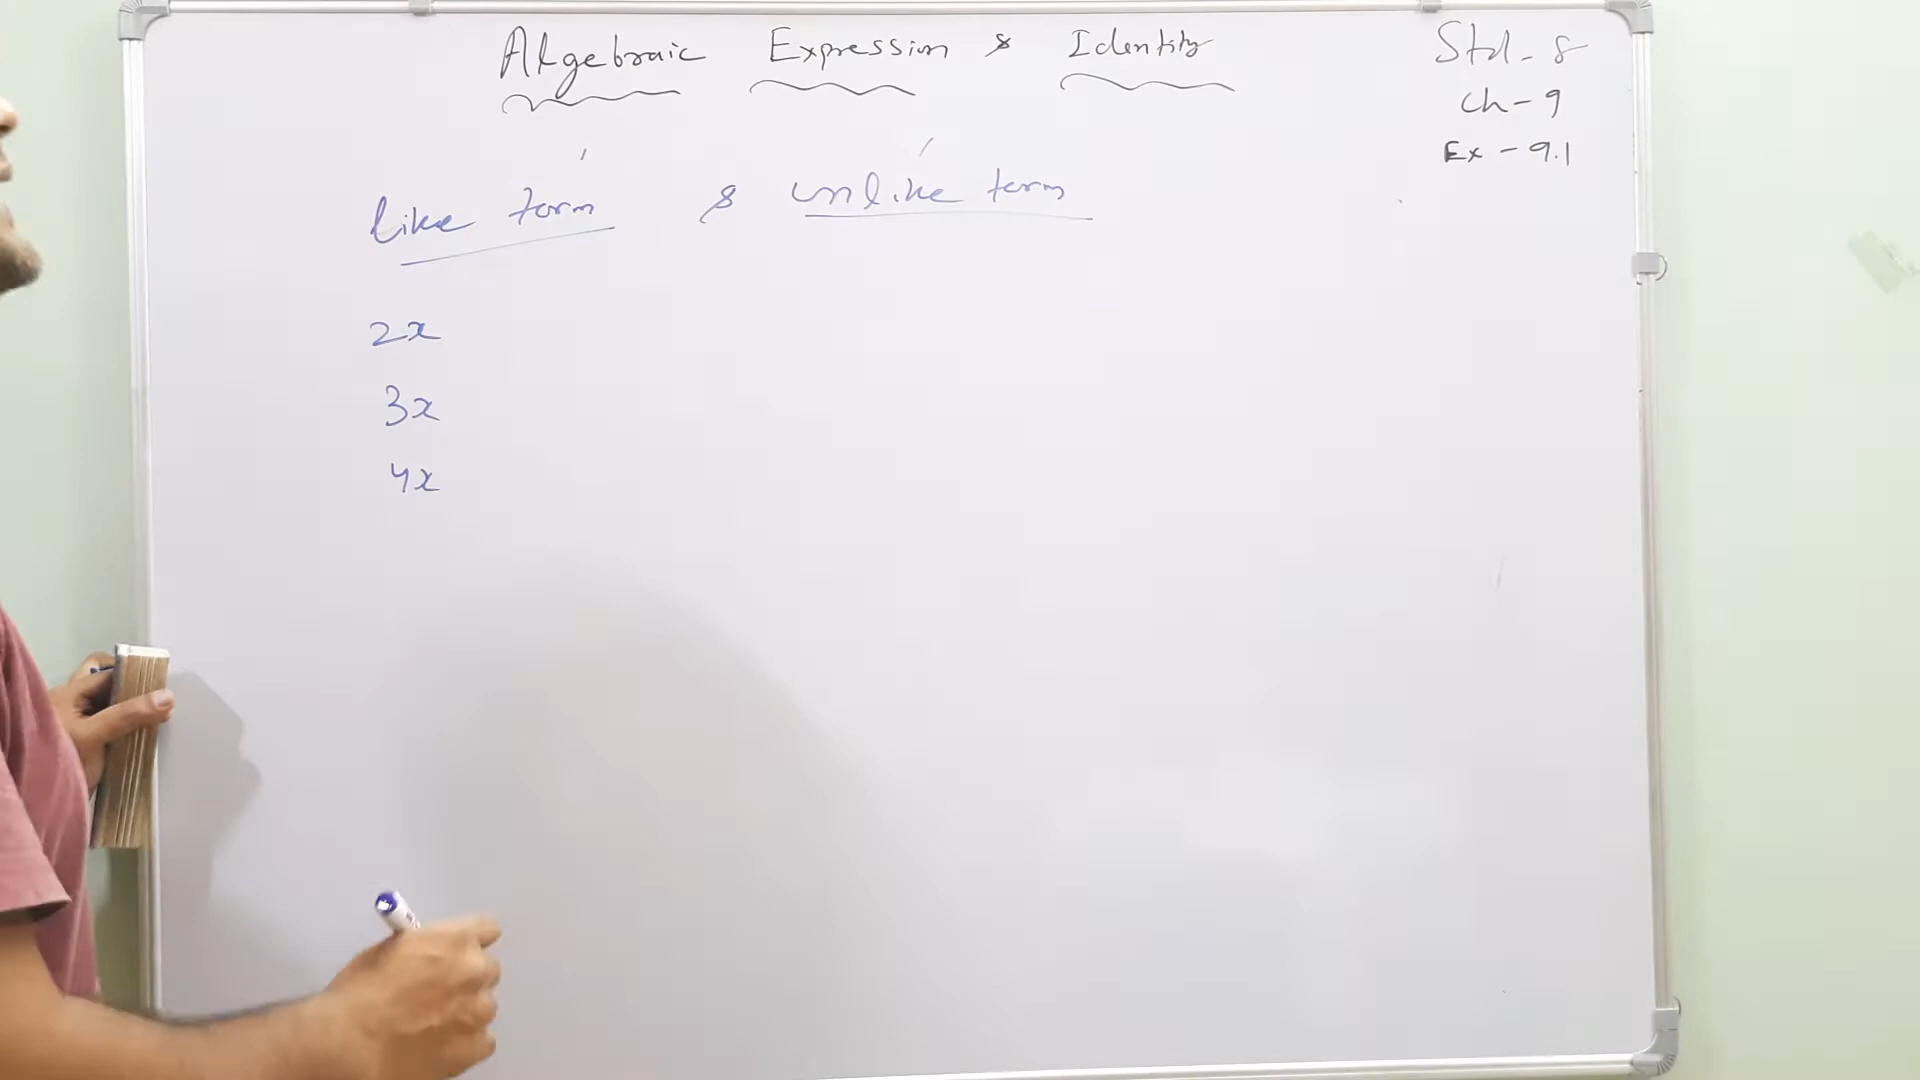 Algebraic Expression & Identity
Std - 8
Ch - 9
Ex - 9.1
like term & unlike term
2x
3x
4x